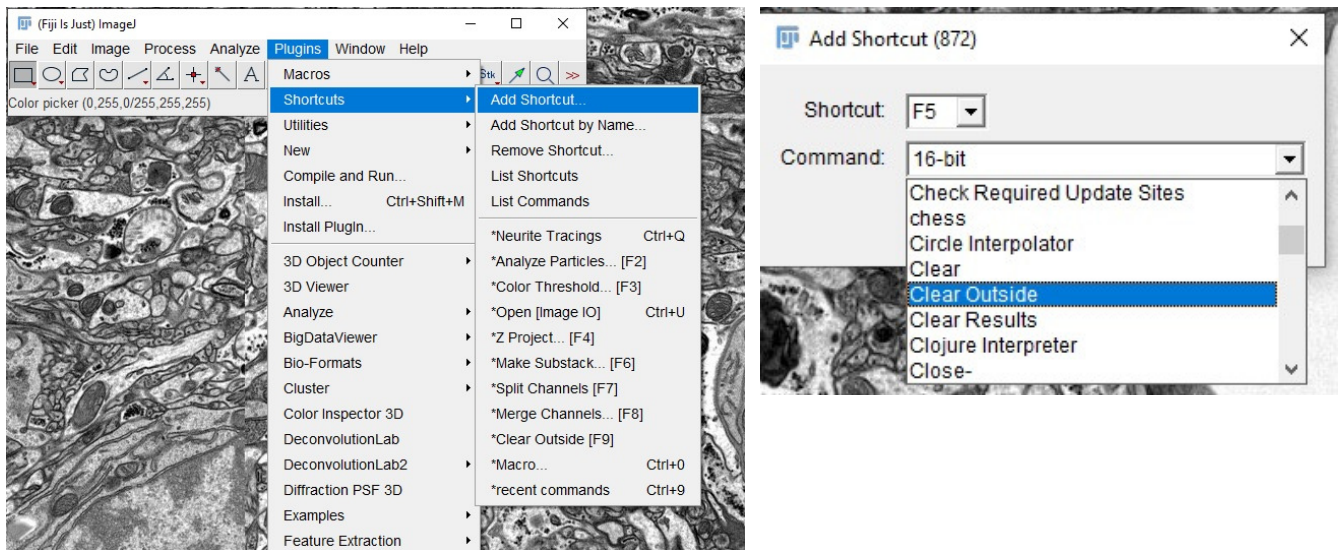 (Fiji Is Just) ImageJ
File Edit Image Process Analyze Plugins Window Help
A Stk >>
Color picker (0,255,0/255,255,255)
Macros
Shortcuts
Utilities
New
Compile and Run...
Install... Ctrl+Shift+M
Install PlugIn...
3D Object Counter
3D Viewer
Analyze
BigDataViewer
Bio-Formats
Cluster
Color Inspector 3D
DeconvolutionLab
DeconvolutionLab2
Diffraction PSF 3D
Examples
Feature Extraction
Add Shortcut...
Add Shortcut by Name...
Remove Shortcut...
List Shortcuts
List Commands
*Neurite Tracings Ctrl+Q
*Analyze Particles... [F2]
*Color Threshold... [F3]
*Open [Image IO] Ctrl+U
*Z Project... [F4]
*Make Substack... [F6]
*Split Channels [F7]
*Merge Channels... [F8]
*Clear Outside [F9]
*Macro... Ctrl+0
*recent commands Ctrl+9
Add Shortcut (872)
Shortcut: F5
Command: 16-bit
Check Required Update Sites
chess
Circle Interpolator
Clear
Clear Outside
Clear Results
Clojure Interpreter
Close-